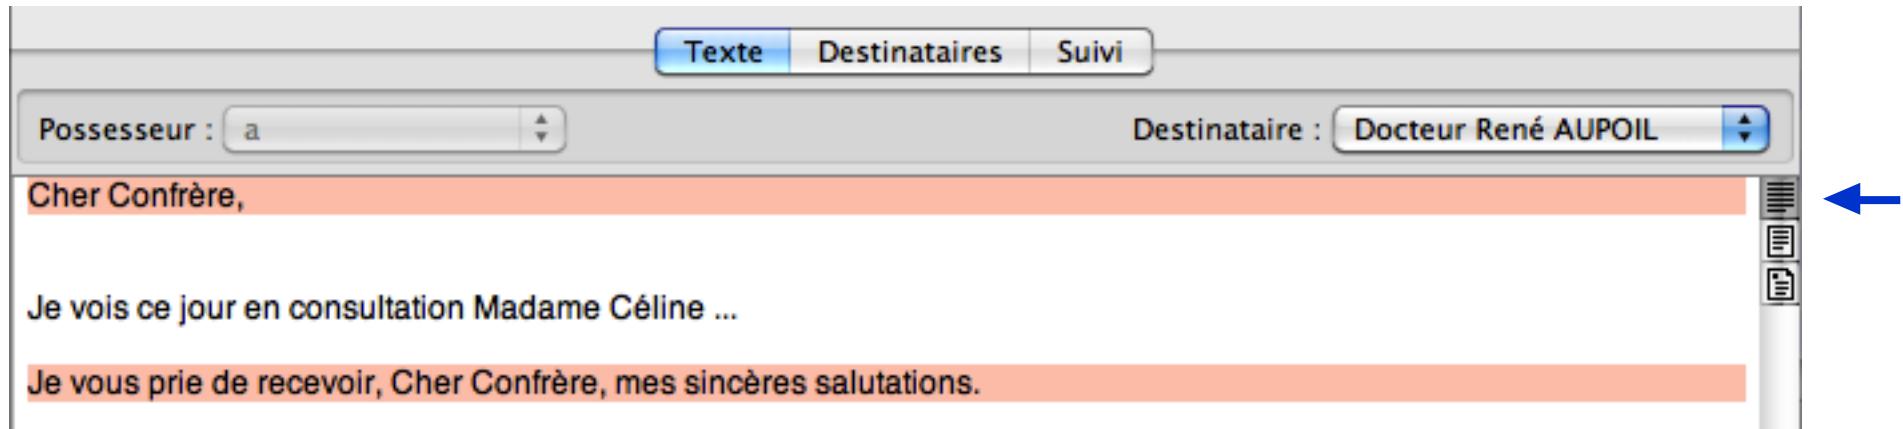 Texte Destinataires Suivi
Possesseur : a Destinataire : Docteur René AUPOIL
Cher Confrère,
Je vois ce jour en consultation Madame Céline ...
Je vous prie de recevoir, Cher Confrère, mes sincères salutations.